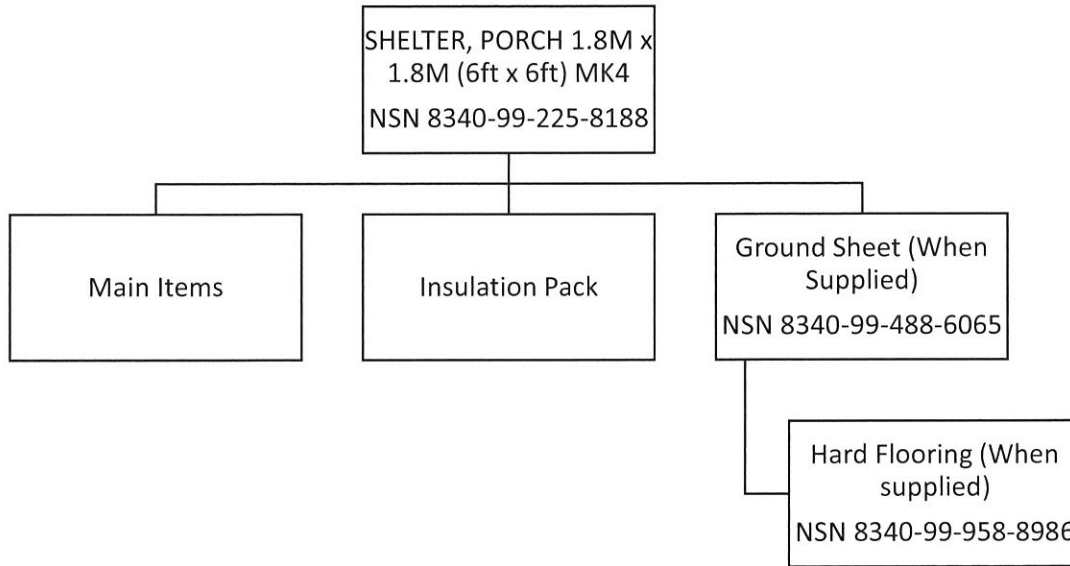 SHELTER, PORCH 1.8M x
1.8M (6ft x 6ft) MK4
NSN 8340-99-225-8188
Main Items
Insulation Pack
Ground Sheet (When
Supplied)
NSN 8340-99-488-6065
Hard Flooring (When
supplied)
NSN 8340-99-958-8986